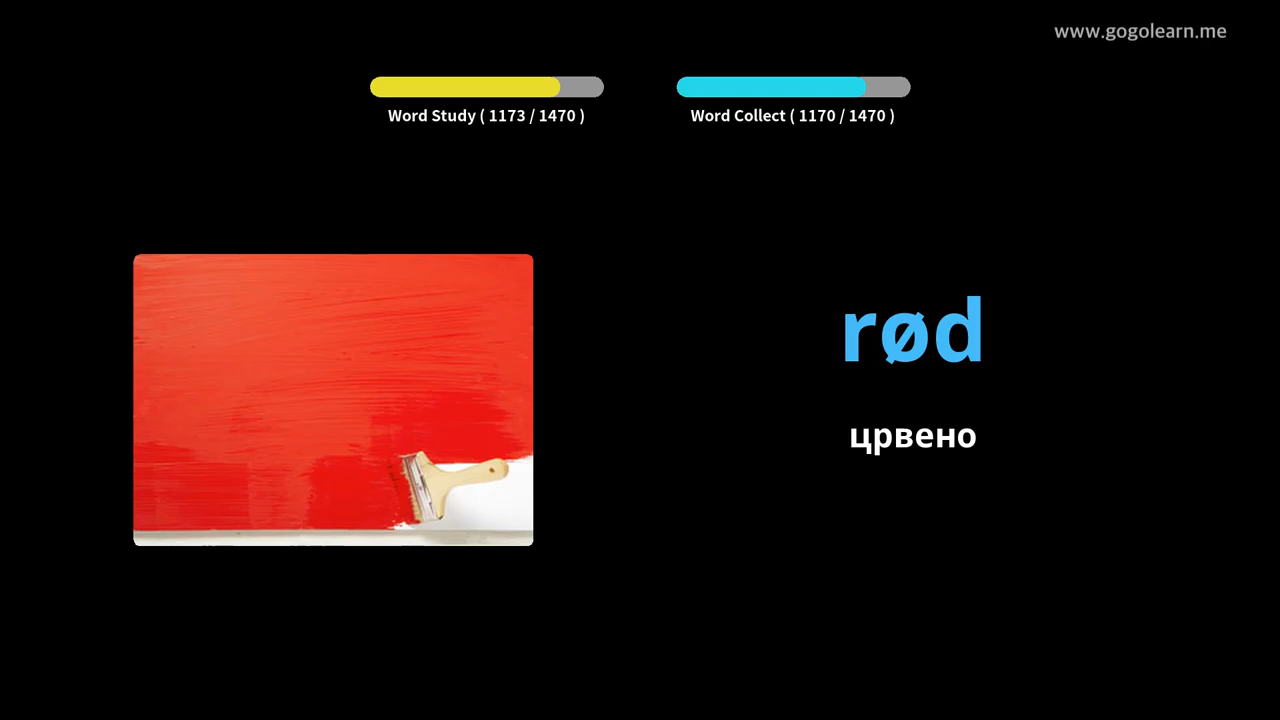 www.gogolearn.me
Word Study ( 1173 / 1470 )
Word Collect ( 1170 / 1470 )
rød
црвено